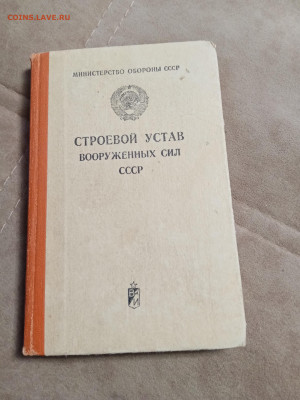 COINS.LAVE.RU
МИНИСТЕРСТВО ОБОРОНЫ СССР
СТРОЕВОЙ УСТАВ
ВООРУЖЕННЫХ СИЛ
СССР